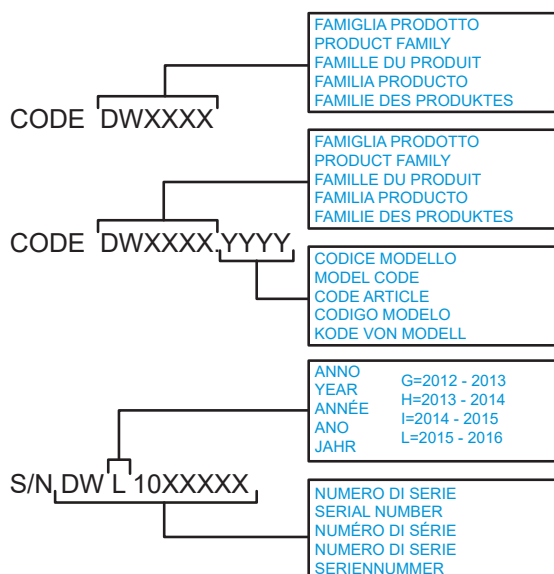 FAMIGLIA PRODOTTO
PRODUCT FAMILY
FAMILLE DU PRODUIT
FAMILIA PRODUCTO
FAMILIE DES PRODUKTES
CODE DWXXXX
FAMIGLIA PRODOTTO
PRODUCT FAMILY
FAMILLE DU PRODUIT
FAMILIA PRODUCTO
FAMILIE DES PRODUKTES
CODE DWXXXX.YYYY
CODICE MODELLO
MODEL CODE
CODE ARTICLE
CODIGO MODELO
KODE VON MODELL
ANNO
YEAR
ANNÉE
ANO
JAHR
G=2012 - 2013
H=2013 - 2014
I=2014 - 2015
L=2015 - 2016
S/N DW L 10XXXXX
NUMERO DI SERIE
SERIAL NUMBER
NUMÉRO DI SÉRIE
NUMERO DI SERIE
SERIENNUMMER